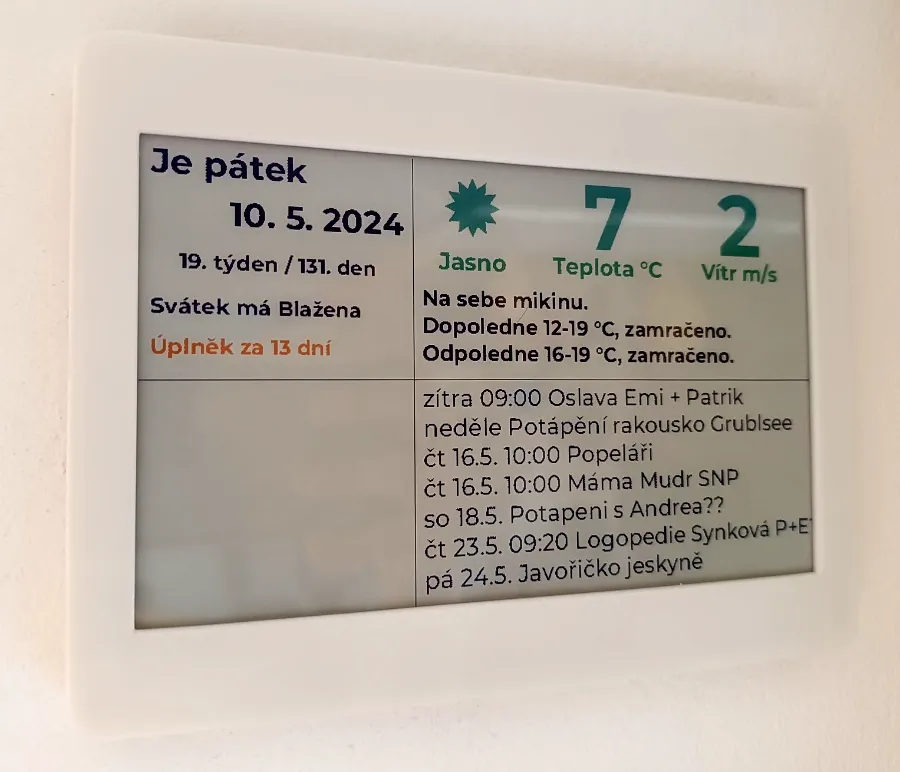 Je pátek
10. 5. 2024
19. týden / 131. den
Svátek má Blažena
Úplněk za 13 dní
7 2
Jasno Teplota °C Vítr m/s
Na sebe mikinu.
Dopoledne 12-19 °C, zamračeno.
Odpoledne 16-19 °C, zamračeno.
zítra 09:00 Oslava Emi + Patrik
neděle Potápění rakousko Grublsee
čt 16.5. 10:00 Popeláři
čt 16.5. 10:00 Máma Mudr SNP
so 18.5. Potapeni s Andrea??
čt 23.5. 09:20 Logopedie Synková P+E
pá 24.5. Javoříčko jeskyně